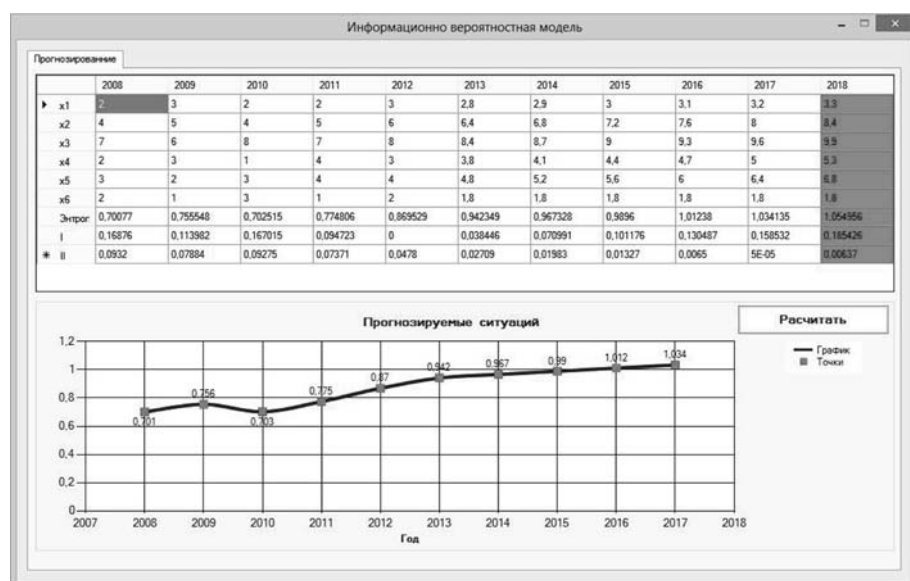 Информационно вероятностная модель
Прогнозированние
2008 2009 2010 2011 2012 2013 2014 2015 2016 2017 2018
x1 2 3 2 2 3 2,8 2,9 3 3,1 3,2 3,3
x2 4 5 4 5 6 6,4 6,8 7,2 7,6 8 8,4
x3 7 6 8 7 8 8,4 8,7 9 9,3 9,6 9,9
x4 2 3 1 4 3 3,8 4,1 4,4 4,7 5 5,3
x5 3 2 3 4 4 4,8 5,2 5,6 6 6,4 6,8
x6 2 1 3 1 2 1,8 1,8 1,8 1,8 1,8 1,8
Энтроп 0,70077 0,755548 0,702515 0,774806 0,869529 0,942349 0,967328 0,9896 1,01238 1,034135 1,054956
I 0,16876 0,113982 0,167015 0,094723 0 0,038446 0,070991 0,101176 0,130487 0,158532 0,185426
II 0,0932 0,07884 0,09275 0,07371 0,0478 0,02709 0,01983 0,01327 0,0065 5E-05 0,00637
Прогнозируемые ситуаций
Расчитать
График
Точки
1,2
1
0,8
0,6
0,4
0,2
0
0,701 0,756 0,703 0,775 0,87 0,942 0,967 0,99 1,012 1,034
2007 2008 2009 2010 2011 2012 2013 2014 2015 2016 2017 2018
Год